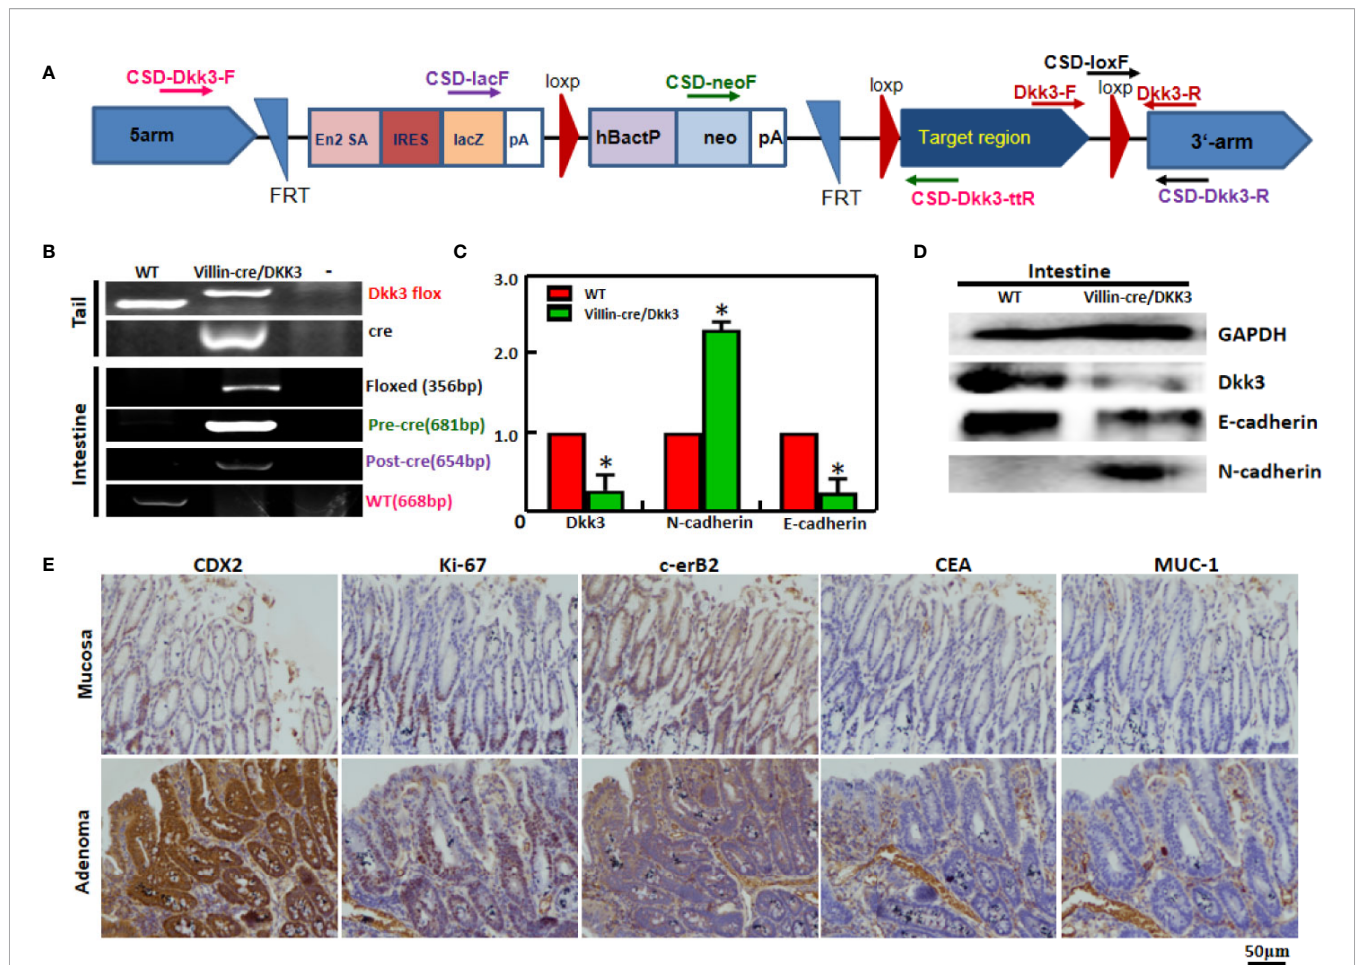 A
CSD-Dkk3-F
CSD-lacF
loxp
CSD-neoF
loxp
CSD-loxF
Dkk3-F
loxp
Dkk3-R
5arm
En2 SA
IRES
lacZ
pA
hBactP
neo
pA
Target region
3‘-arm
FRT
FRT
CSD-Dkk3-ttR
CSD-Dkk3-R
B
WT Villin-cre/DKK3 -
Tail
Dkk3 flox
cre
Intestine
Floxed (356bp)
Pre-cre(681bp)
Post-cre(654bp)
WT(668bp)
C
3.0
2.0
1.0
0
WT
Villin-cre/Dkk3
*
*
*
Dkk3 N-cadherin E-cadherin
D
Intestine
WT Villin-cre/DKK3
GAPDH
Dkk3
E-cadherin
N-cadherin
E
CDX2 Ki-67 c-erB2 CEA MUC-1
Mucosa
Adenoma
50μm